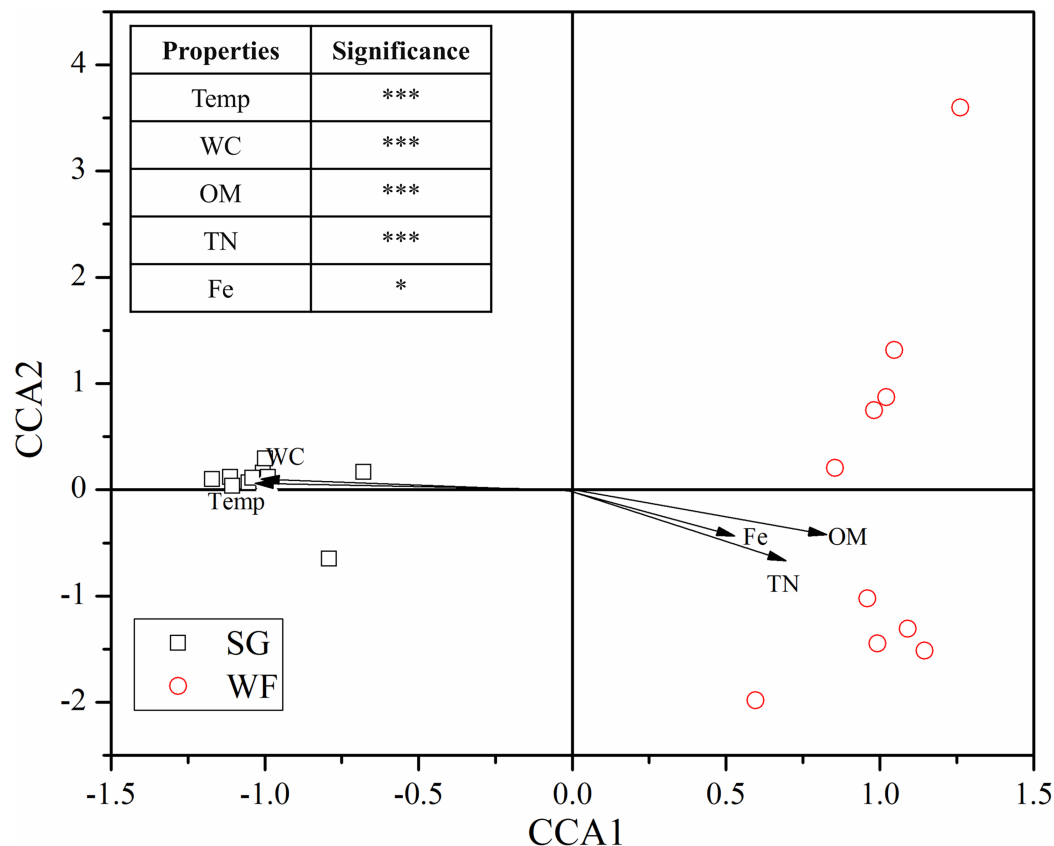 Properties Significance
Temp ***
WC ***
OM ***
TN ***
Fe *
4
3
2
1
0
-1
-2
CCA2
WC
Temp
Fe OM
TN
SG
WF
-1.5 -1.0 -0.5 0.0 0.5 1.0 1.5
CCA1